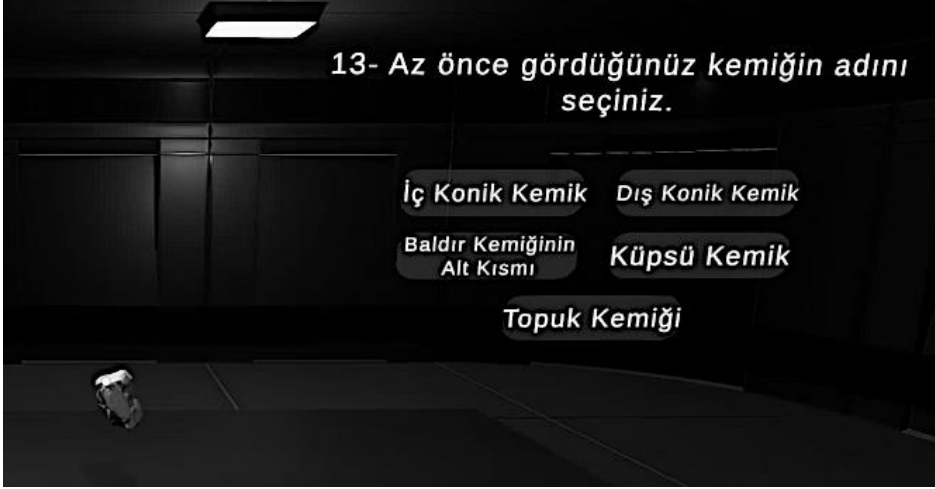 13- Az önce gördüğünüz kemiğin adını
seçiniz.
İç Konik Kemik
Dış Konik Kemik
Baldır Kemiğinin
Alt Kısmı
Küpsü Kemik
Topuk Kemiği